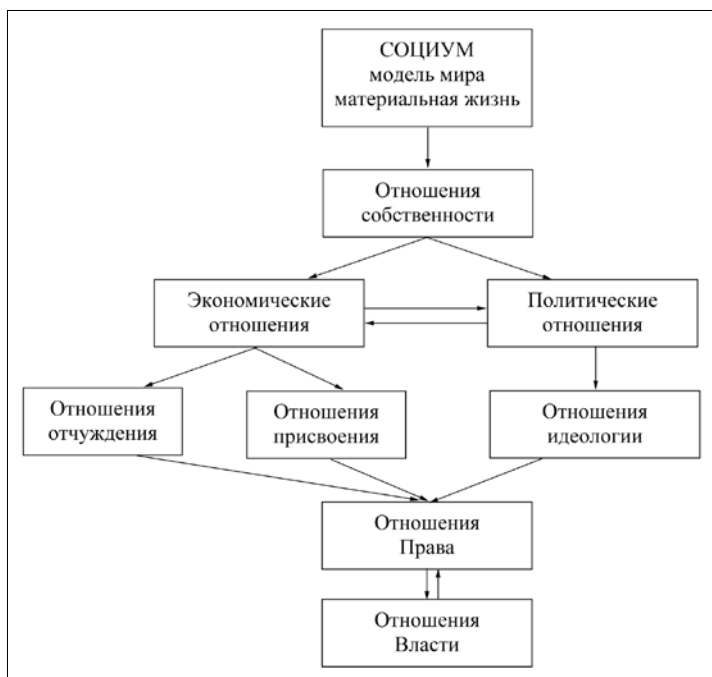 СОЦИУМ
модель мира
материальная жизнь
Отношения
собственности
Экономические
отношения
Политические
отношения
Отношения
отчуждения
Отношения
присвоения
Отношения
идеологии
Отношения
Права
Отношения
Власти